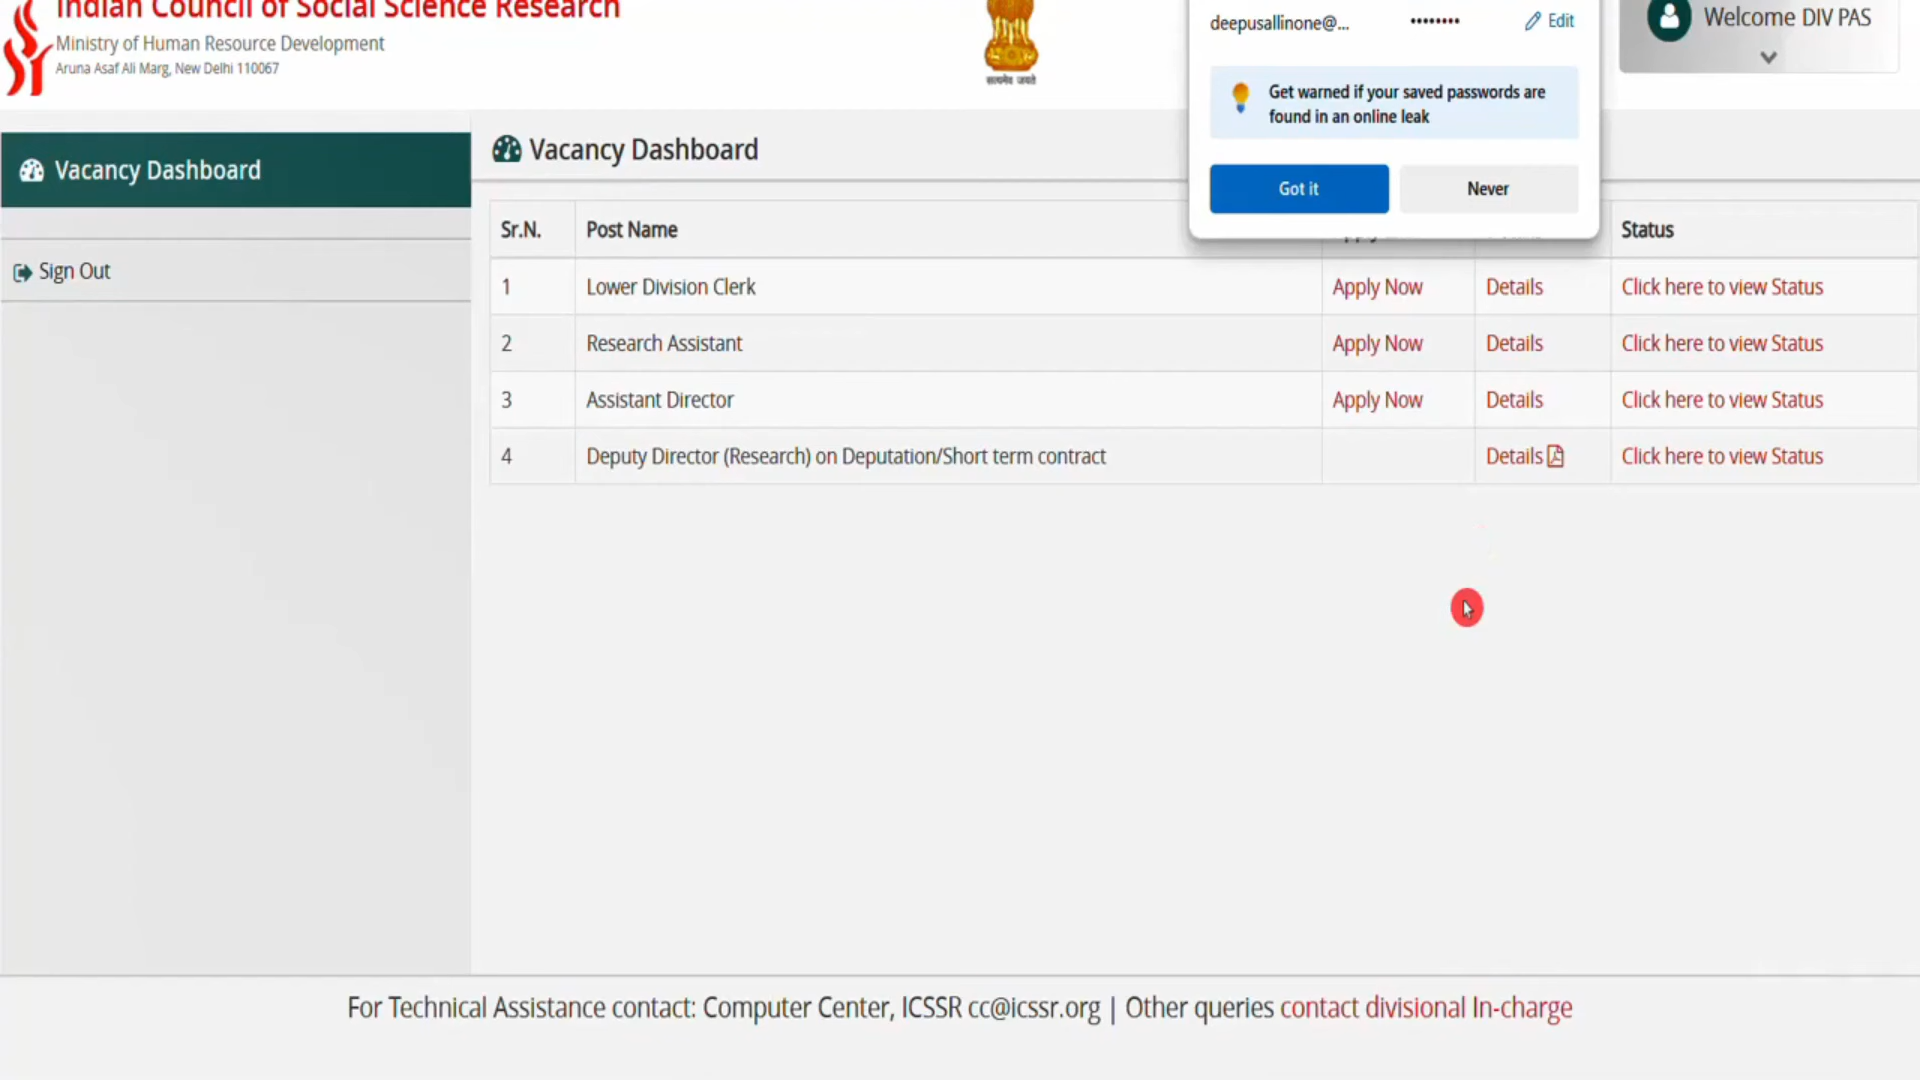 Indian Council of Social Science Research
Ministry of Human Resource Development
Aruna Asaf Ali Marg, New Delhi 110067
सत्यमेव जयते
deepusallinone@... •••••••• Edit
Get warned if your saved passwords are
found in an online leak
Got it Never
Welcome DIV PAS
Vacancy Dashboard
Sign Out
Vacancy Dashboard
Sr.N. Post Name Status
1 Lower Division Clerk Apply Now Details Click here to view Status
2 Research Assistant Apply Now Details Click here to view Status
3 Assistant Director Apply Now Details Click here to view Status
4 Deputy Director (Research) on Deputation/Short term contract Details Click here to view Status
For Technical Assistance contact: Computer Center, ICSSR cc@icssr.org | Other queries contact divisional In-charge